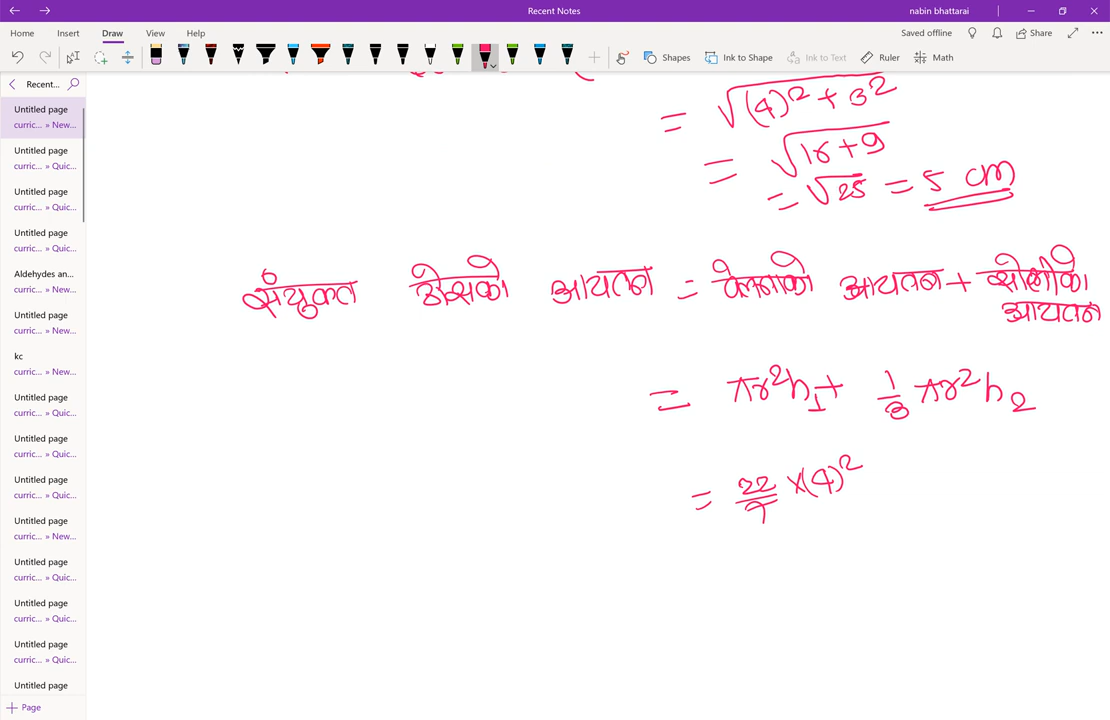 Recent Notes
nabin bhattarai
Home Insert Draw View Help
Saved offline
Share
Shapes
Ink to Shape
Ink to Text
Ruler
Math
Recent...
Untitled page
curric... » New...
Untitled page
curric... » Quic...
Untitled page
curric... » Quic...
Untitled page
curric... » Quic...
Aldehydes an...
curric... » New...
Untitled page
curric... » New...
kc
curric... » New...
Untitled page
curric... » Quic...
Untitled page
curric... » Quic...
Untitled page
curric... » Quic...
Untitled page
curric... » New...
Untitled page
curric... » Quic...
Untitled page
curric... » Quic...
Untitled page
curric... » Quic...
Untitled page
Page
= √(4)² + 3²
= √16+9
= √25 = 5 cm
संयुक्त ठोसको आयतन = वेलनाको आयतन + सोलीको
आयतन
= πr²h₁ + 1/3 πr²h₂
= 22/7 ×(4)²